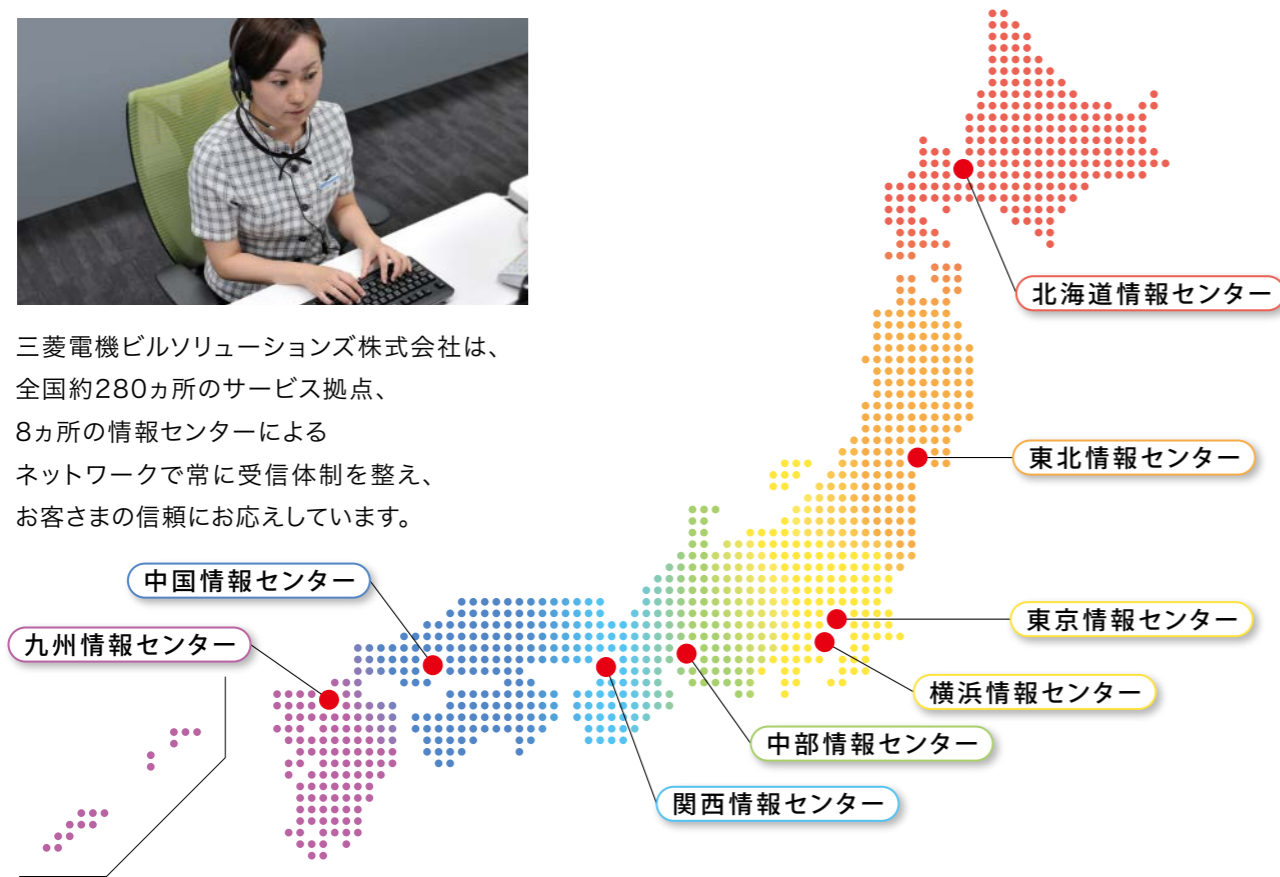 三菱電機ビルソリューションズ株式会社は、
全国約280ヵ所のサービス拠点、
8ヵ所の情報センターによる
ネットワークで常に受信体制を整え、
お客さまの信頼にお応えしています。
北海道情報センター
東北情報センター
東京情報センター
横浜情報センター
中部情報センター
関西情報センター
中国情報センター
九州情報センター